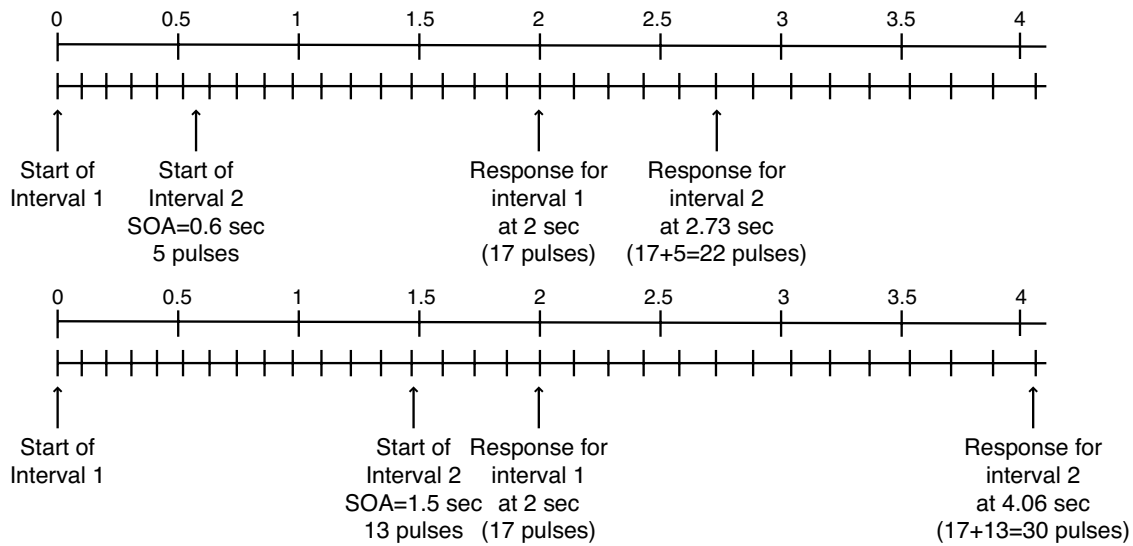 0 0.5 1 1.5 2 2.5 3 3.5 4
Start of
Interval 1
Start of
Interval 2
SOA=0.6 sec
5 pulses
Response for
interval 1
at 2 sec
(17 pulses)
Response for
interval 2
at 2.73 sec
(17+5=22 pulses)
0 0.5 1 1.5 2 2.5 3 3.5 4
Start of
Interval 1
Start of
Interval 2
SOA=1.5 sec
13 pulses
Response for
interval 1
at 2 sec
(17 pulses)
Response for
interval 2
at 4.06 sec
(17+13=30 pulses)